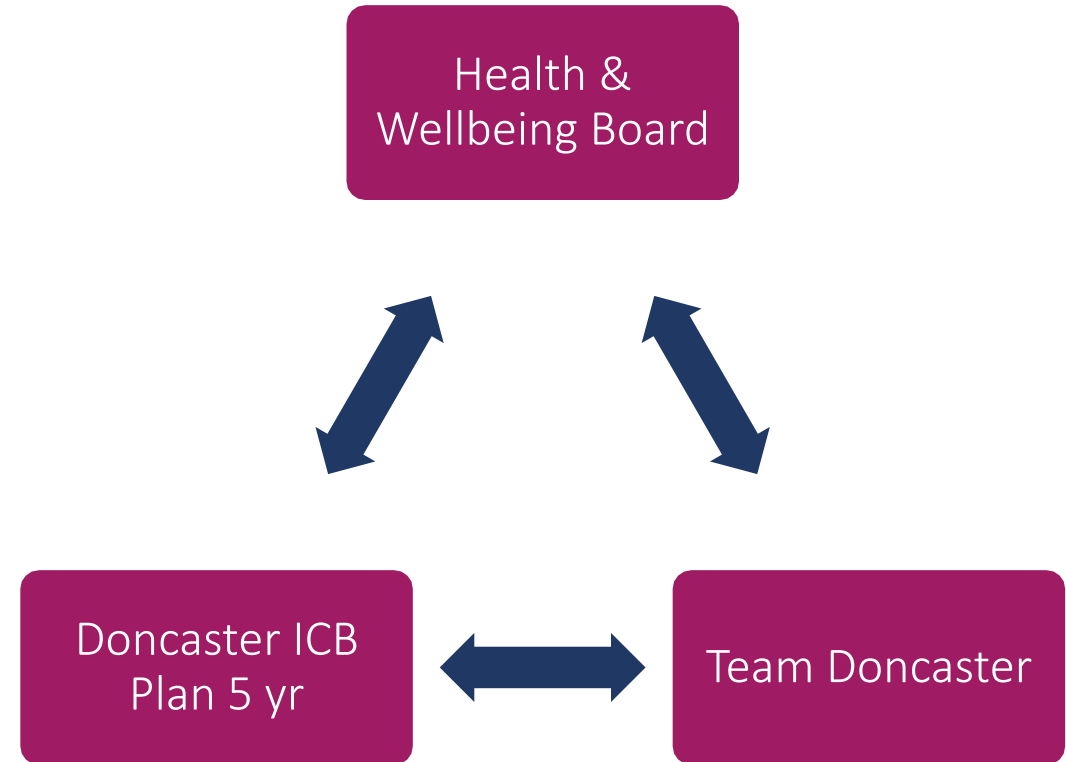 Health &
Wellbeing Board
Doncaster ICB
Plan 5 yr
Team Doncaster